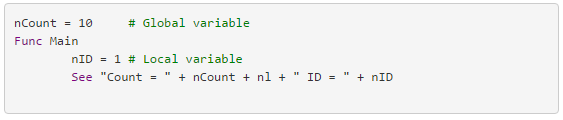 nCount = 10     # Global variable
Func Main
        nID = 1 # Local variable
        See "Count = " + nCount + nl + " ID = " + nID